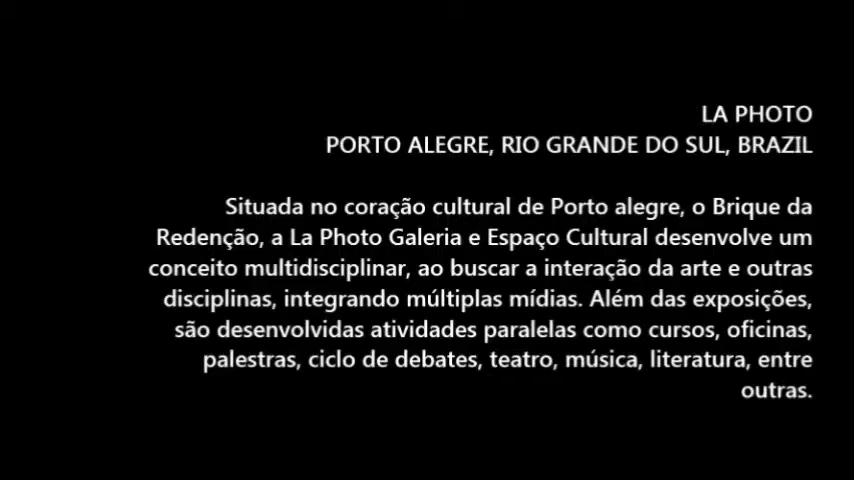 LA PHOTO
PORTO ALEGRE, RIO GRANDE DO SUL, BRAZIL
Situada no coração cultural de Porto alegre, o Brique da
Redenção, a La Photo Galeria e Espaço Cultural desenvolve um
conceito multidisciplinar, ao buscar a interação da arte e outras
disciplinas, integrando múltiplas mídias. Além das exposições,
são desenvolvidas atividades paralelas como cursos, oficinas,
palestras, ciclo de debates, teatro, música, literatura, entre
outras.